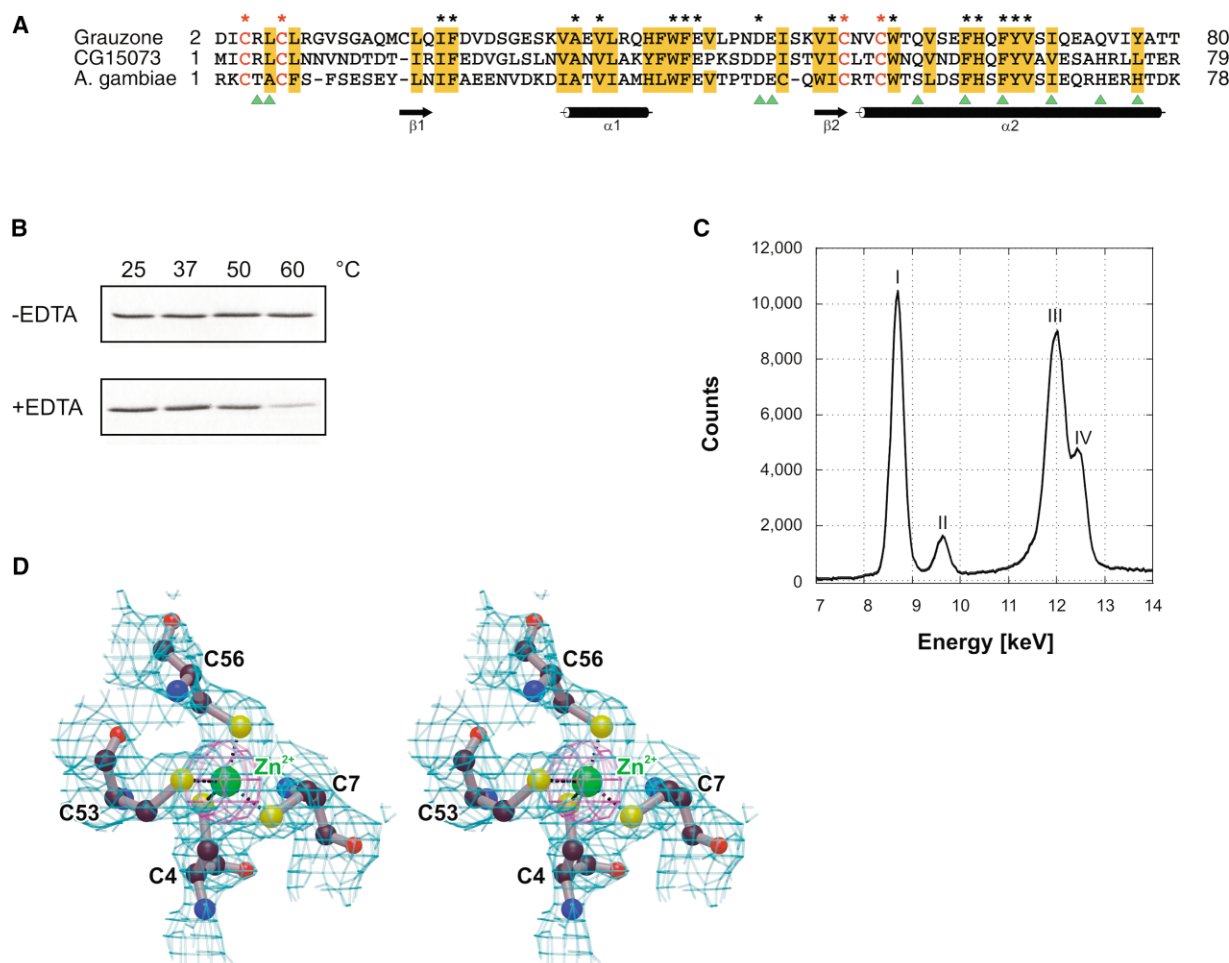 A
* * ** * * *** * * * * * ** ***
Grauzone 2 DICRLCLRGVSGAQMCLQIFDVDSGESKVAEVLRQHFWFEVLPNDEISKVICNVCWTQVSEFHQFYVSIQEAQVIYATT 80
CG15073 1 MICRLCLNNVNDTDT-IRIFEDVGLSLNVANVLAKYFWFEPKSDDPISTVICLTCWNQVSDFHQFYVAVESAHRLLTER 79
A. gambiae 1 RKCTACFS-FSESEY-LNIFAEENVDKDIATVIAMHLWFEVTPTDEC-QWICRTCWTSLDSFHSFYVSIEQRHERHTDK 78
β1 α1 β2 α2
B
25 37 50 60 °C
-EDTA
+EDTA
C
12,000
10,000
8,000
6,000
4,000
2,000
0
I
II
III
IV
7 8 9 10 11 12 13 14
Counts
Energy [keV]
D
C56 C56
Zn2+ Zn2+
C7 C7
C53 C53
C4 C4